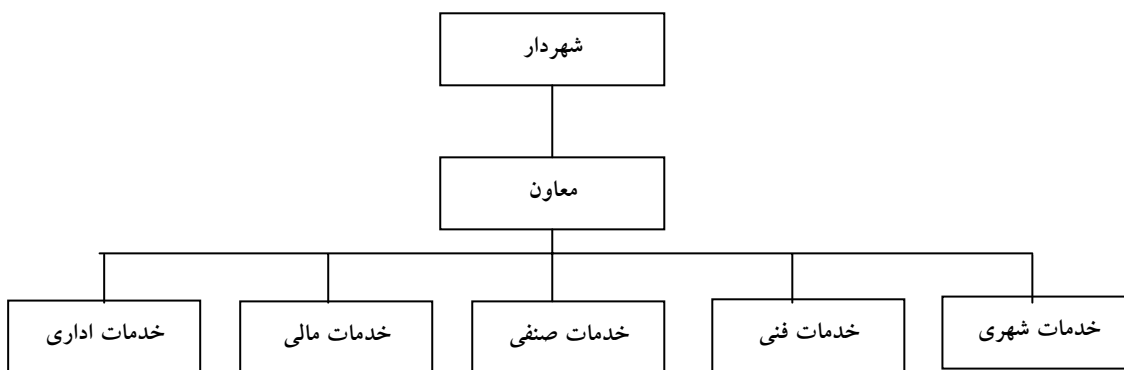 شهردار
معاون
خدمات شهری
خدمات فنی
خدمات صنفی
خدمات مالی
خدمات اداری